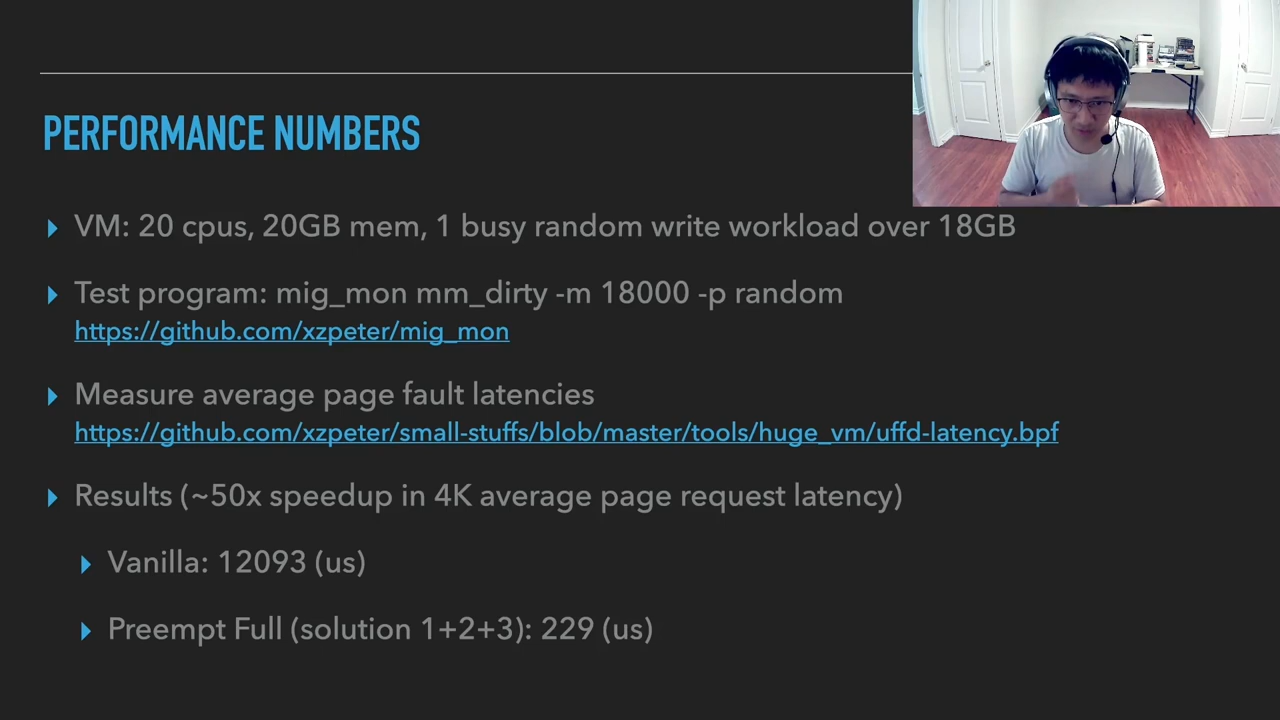 PERFORMANCE NUMBERS
VM: 20 cpus, 20GB mem, 1 busy random write workload over 18GB
Test program: mig_mon mm_dirty -m 18000 -p random
https://github.com/xzpeter/mig_mon
Measure average page fault latencies
https://github.com/xzpeter/small-stuffs/blob/master/tools/huge_vm/uffd-latency.bpf
Results (~50x speedup in 4K average page request latency)
Vanilla: 12093 (us)
Preempt Full (solution 1+2+3): 229 (us)